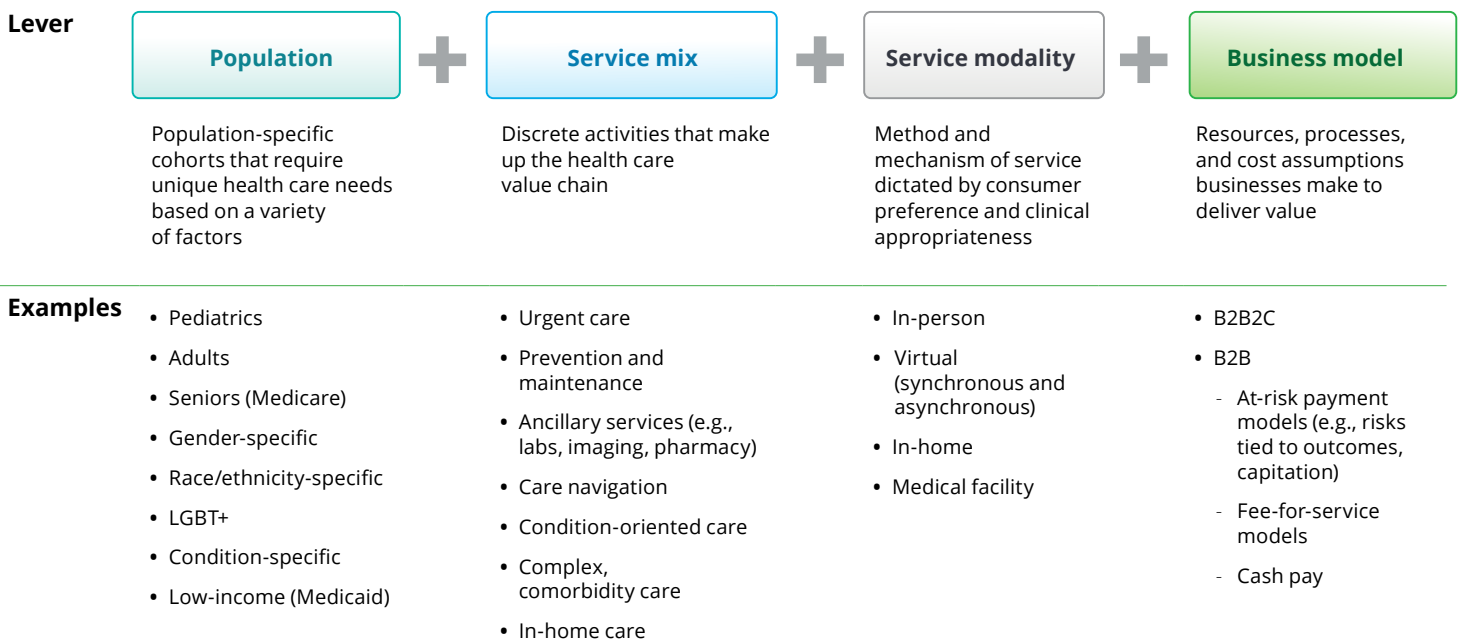 Lever
Population
Service mix
Service modality
Business model
Population-specific
cohorts that require
unique health care needs
based on a variety
of factors
Discrete activities that make
up the health care
value chain
Method and
mechanism of service
dictated by consumer
preference and clinical
appropriateness
Resources, processes,
and cost assumptions
businesses make to
deliver value
Examples
• Pediatrics
• Adults
• Seniors (Medicare)
• Gender-specific
• Race/ethnicity-specific
• LGBT+
• Condition-specific
• Low-income (Medicaid)
• Urgent care
• Prevention and
maintenance
• Ancillary services (e.g.,
labs, imaging, pharmacy)
• Care navigation
• Condition-oriented care
• Complex,
comorbidity care
• In-home care
• In-person
• Virtual
(synchronous and
asynchronous)
• In-home
• Medical facility
• B2B2C
• B2B
- At-risk payment
models (e.g., risks
tied to outcomes,
capitation)
- Fee-for-service
models
- Cash pay